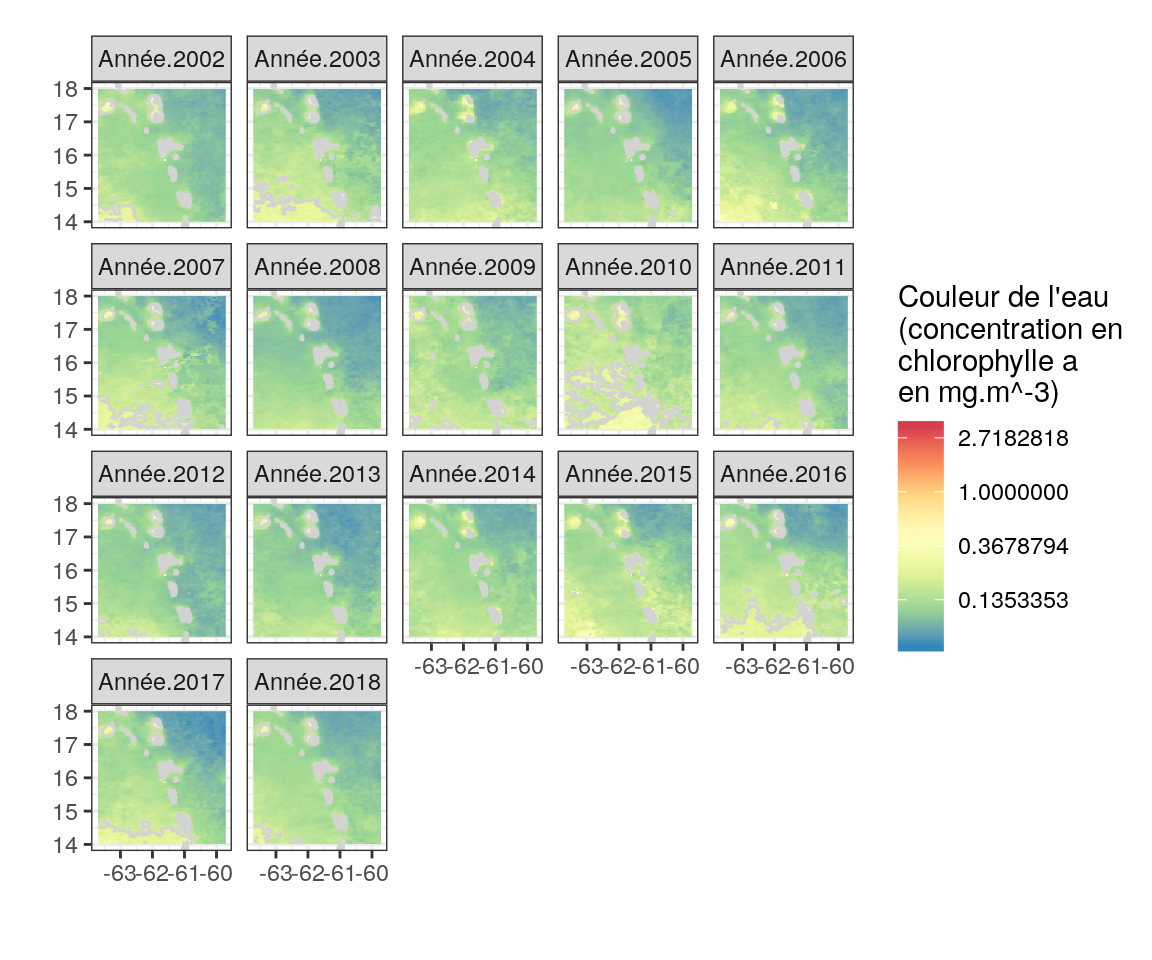 Année.2002 Année.2003 Année.2004 Année.2005 Année.2006
18
17
16
15
14
Année.2007 Année.2008 Année.2009 Année.2010 Année.2011
18
17
16
15
14
Année.2012 Année.2013 Année.2014 Année.2015 Année.2016
18
17
16
15
14
-63 -62 -61 -60 -63 -62 -61 -60 -63 -62 -61 -60
Année.2017 Année.2018
18
17
16
15
14
-63 -62 -61 -60 -63 -62 -61 -60
Couleur de l'eau
(concentration en
chlorophylle a
en mg.m^-3)
2.7182818
1.0000000
0.3678794
0.1353353